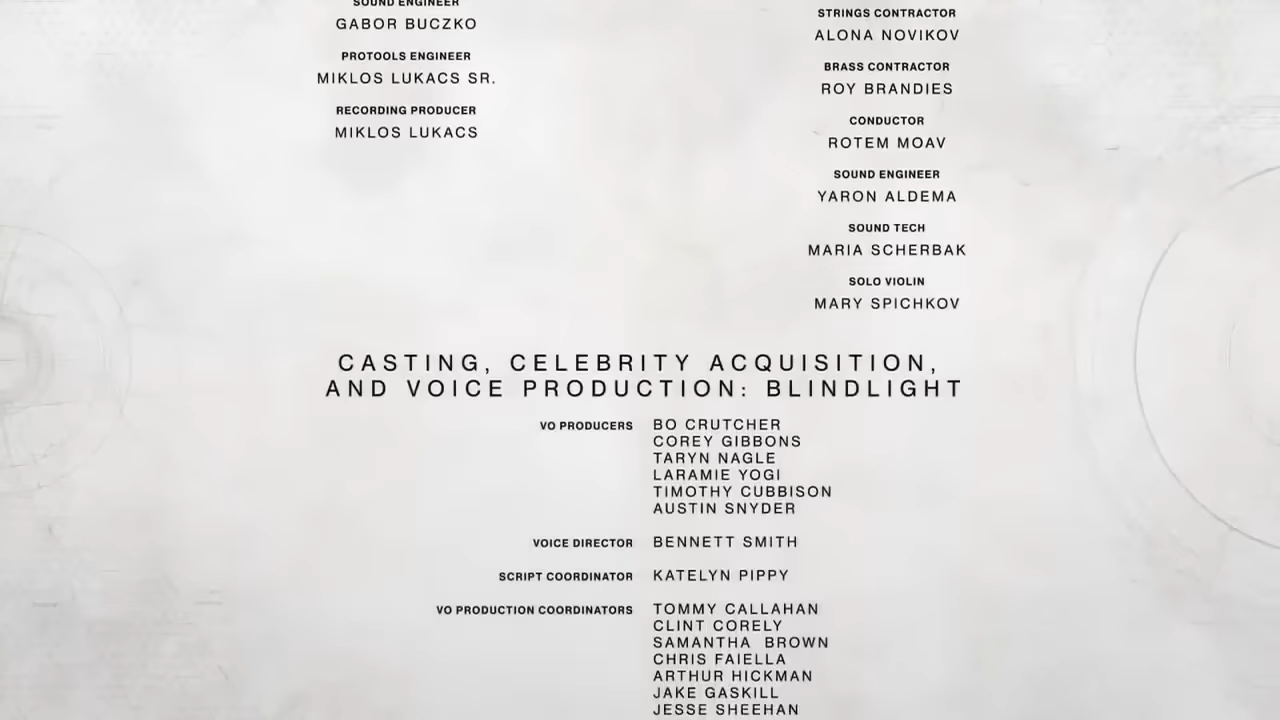 SOUND ENGINEER
GABOR BUCZKO
PROTOOLS ENGINEER
MIKLOS LUKACS SR.
RECORDING PRODUCER
MIKLOS LUKACS
STRINGS CONTRACTOR
ALONA NOVIKOV
BRASS CONTRACTOR
ROY BRANDIES
CONDUCTOR
ROTEM MOAV
SOUND ENGINEER
YARON ALDEMA
SOUND TECH
MARIA SCHERBAK
SOLO VIOLIN
MARY SPICHKOV
CASTING, CELEBRITY ACQUISITION,
AND VOICE PRODUCTION: BLINDLIGHT
VO PRODUCERS BO CRUTCHER
COREY GIBBONS
TARYN NAGLE
LARAMIE YOGI
TIMOTHY CUBBISON
AUSTIN SNYDER
VOICE DIRECTOR BENNETT SMITH
SCRIPT COORDINATOR KATELYN PIPPY
VO PRODUCTION COORDINATORS TOMMY CALLAHAN
CLINT CORELY
SAMANTHA  BROWN
CHRIS FAIELLA
ARTHUR HICKMAN
JAKE GASKILL
JESSE SHEEHAN